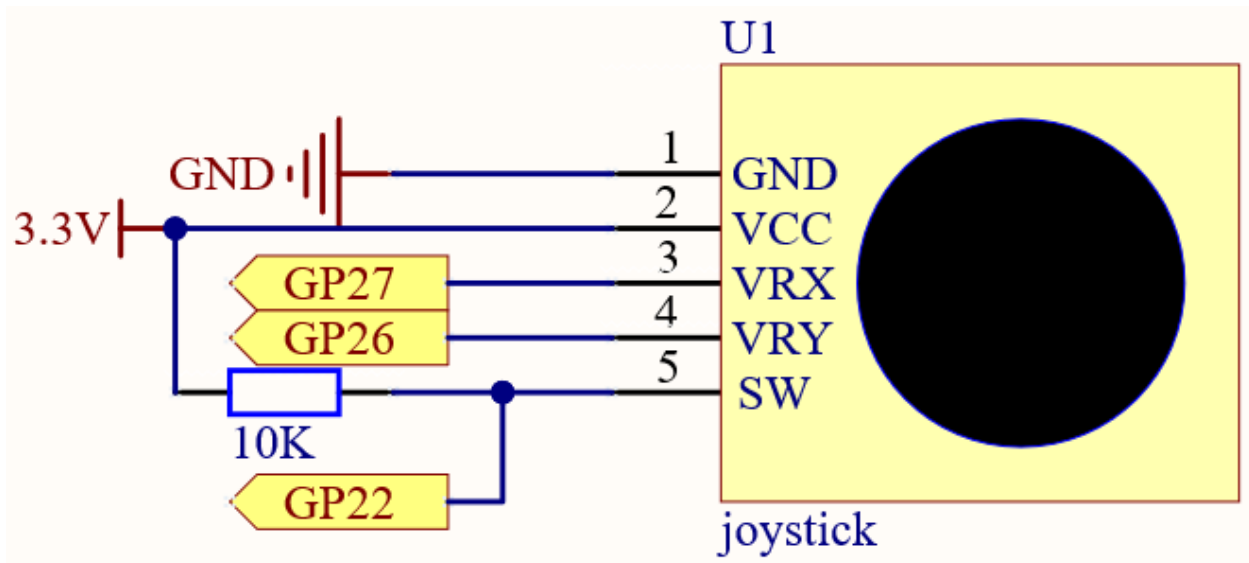 U1
1
GND
GND
2
3.3V
VCC
3
GP27
VRX
4
GP26
VRY
5
SW
10K
GP22
joystick